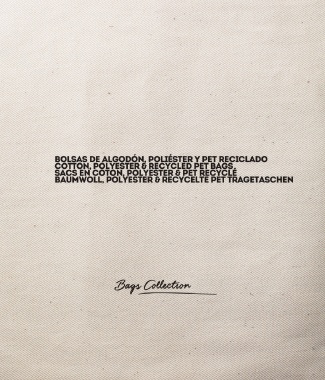 BOLSAS DE ALGODÓN, POLIÉSTER Y PET RECICLADO
COTTON, POLYESTER & RECYCLED PET BAGS
SACS EN COTON, POLYESTER & PET RECYCLÉ
BAUMWOLL, POLYESTER & RECYCELTE PET TRAGETASCHEN
Bags Collection